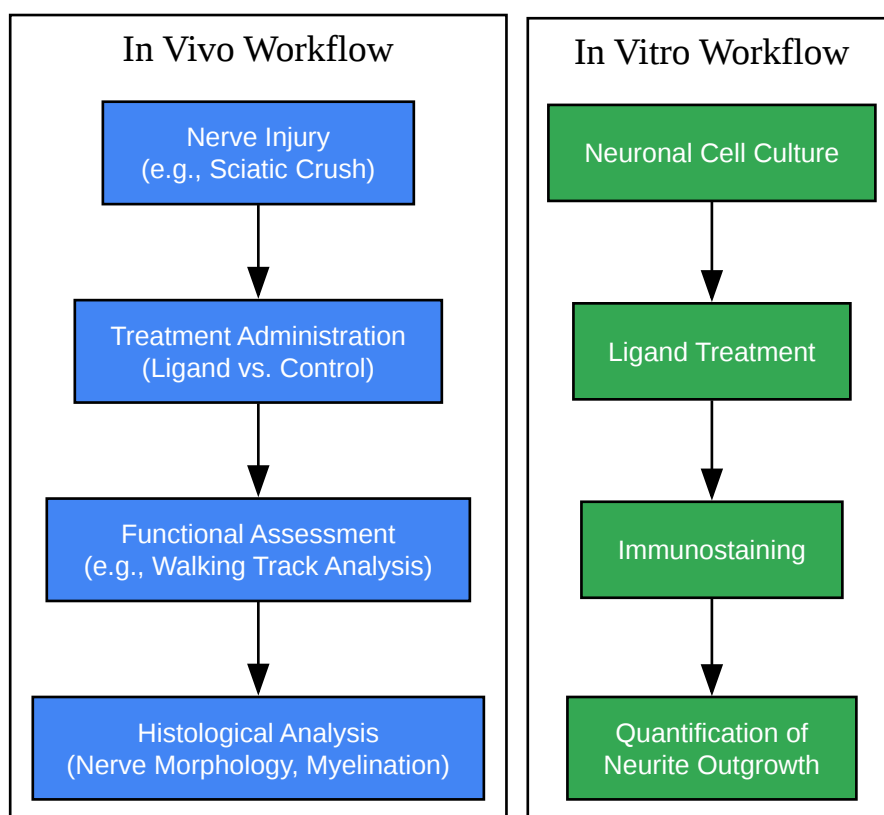 In Vivo Workflow
Nerve Injury
(e.g., Sciatic Crush)
Treatment Administration
(Ligand vs. Control)
Functional Assessment
(e.g., Walking Track Analysis)
Histological Analysis
(Nerve Morphology, Myelination)
In Vitro Workflow
Neuronal Cell Culture
Ligand Treatment
Immunostaining
Quantification of
Neurite Outgrowth